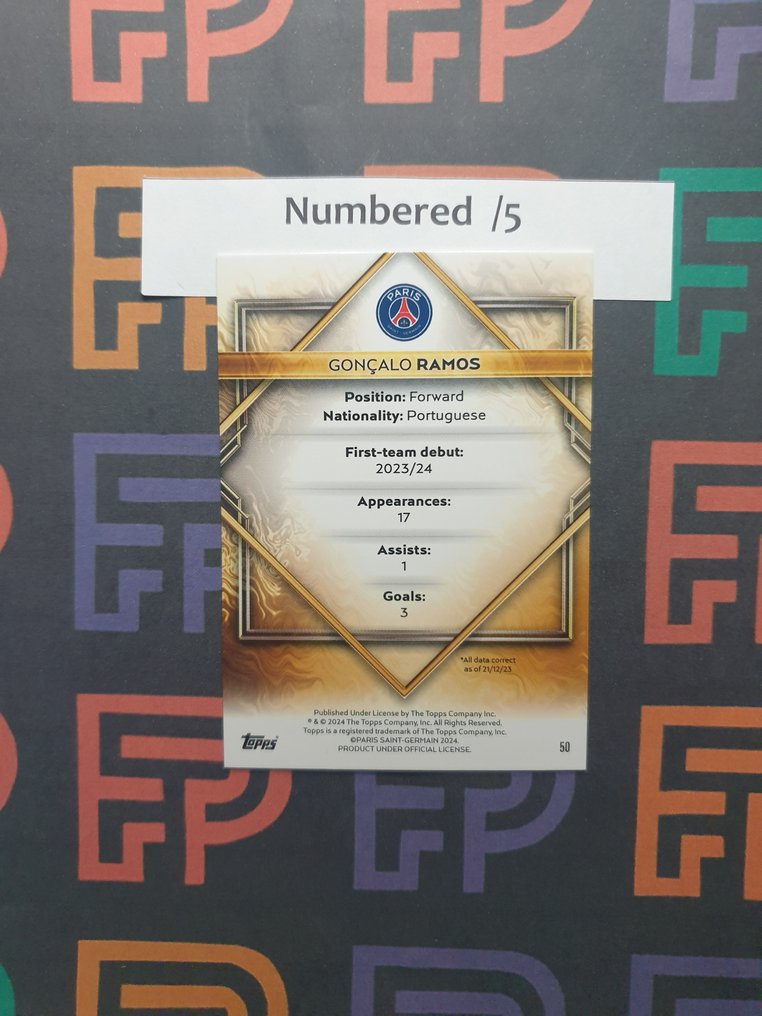 Numbered /5
PARIS
SAINT-GERMAIN
GONÇALO RAMOS
Position: Forward
Nationality: Portuguese
First-team debut:
2023/24
Appearances:
17
Assists:
1
Goals:
3
*All data correct
as of 21/12/23
Published Under License by The Topps Company Inc.
® & © 2024 The Topps Company, Inc. All Rights Reserved.
Topps is a registered trademark of The Topps Company, Inc.
©PARIS SAINT-GERMAIN 2024.
PRODUCT UNDER OFFICIAL LICENSE.
topps
50